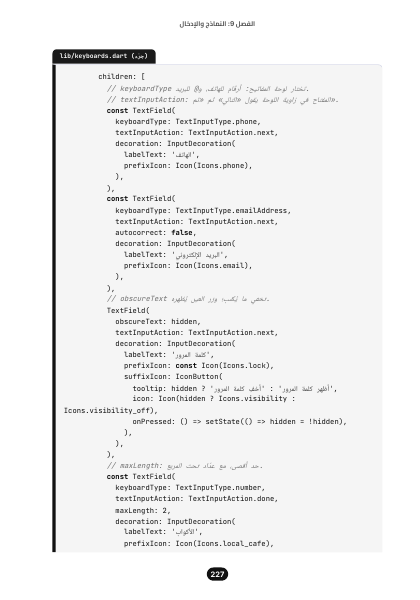 الفصل 9: النماذج والإدخال
lib/keyboards.dart (جزء)
children: [
// keyboardType تختار لوحة المفاتيح: أرقام للهاتف، و@ للبريد.
// textInputAction: المفتاح في زاوية اللوحة يقول «التالي» ثم «تم».
const TextField(
keyboardType: TextInputType.phone,
textInputAction: TextInputAction.next,
decoration: InputDecoration(
labelText: 'الهاتف',
prefixIcon: Icon(Icons.phone),
),
),
const TextField(
keyboardType: TextInputType.emailAddress,
textInputAction: TextInputAction.next,
autocorrect: false,
decoration: InputDecoration(
labelText: 'البريد الإلكتروني',
prefixIcon: Icon(Icons.email),
),
),
// obscureText تخفي ما يُكتب، وزر العين يُظهره.
TextField(
obscureText: hidden,
textInputAction: TextInputAction.next,
decoration: InputDecoration(
labelText: 'كلمة المرور',
prefixIcon: const Icon(Icons.lock),
suffixIcon: IconButton(
tooltip: hidden ? 'أظهر كلمة المرور' : 'أخفِ كلمة المرور',
icon: Icon(hidden ? Icons.visibility :
Icons.visibility_off),
onPressed: () => setState(() => hidden = !hidden),
),
),
),
// maxLength: حد أقصى، مع عدّاد تحت المربع.
const TextField(
keyboardType: TextInputType.number,
textInputAction: TextInputAction.done,
maxLength: 2,
decoration: InputDecoration(
labelText: 'الأكواب',
prefixIcon: Icon(Icons.local_cafe),
227